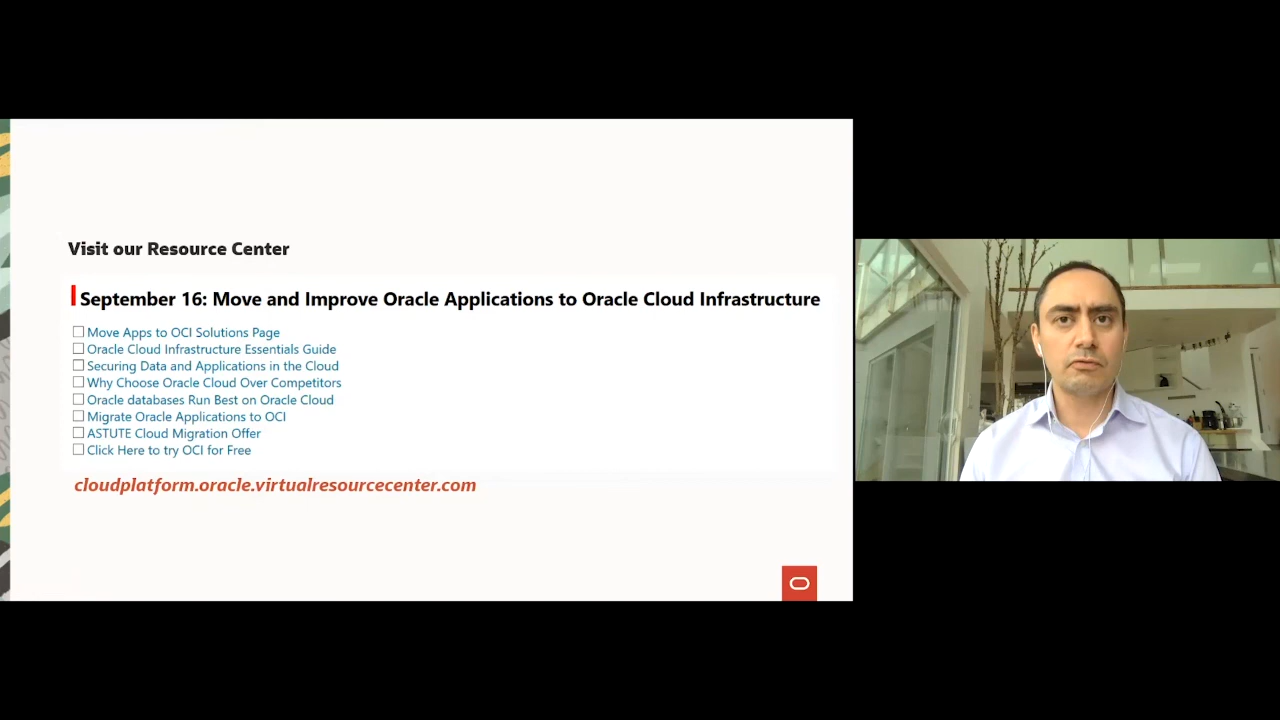 Visit our Resource Center
September 16: Move and Improve Oracle Applications to Oracle Cloud Infrastructure
Move Apps to OCI Solutions Page
Oracle Cloud Infrastructure Essentials Guide
Securing Data and Applications in the Cloud
Why Choose Oracle Cloud Over Competitors
Oracle databases Run Best on Oracle Cloud
Migrate Oracle Applications to OCI
ASTUTE Cloud Migration Offer
Click Here to try OCI for Free
cloudplatform.oracle.virtualresourcecenter.com